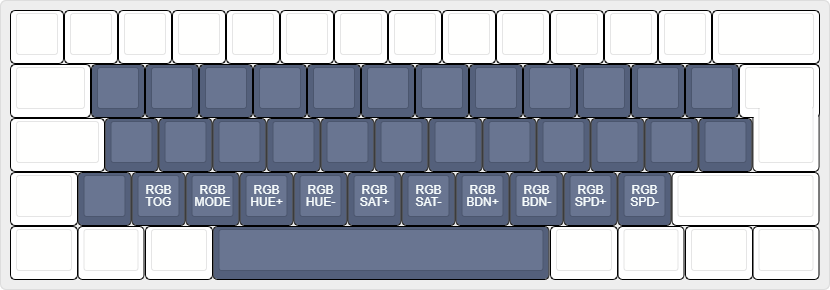 RGB
TOG
RGB
MODE
RGB
HUE+
RGB
HUE-
RGB
SAT+
RGB
SAT-
RGB
BDN+
RGB
BDN-
RGB
SPD+
RGB
SPD-